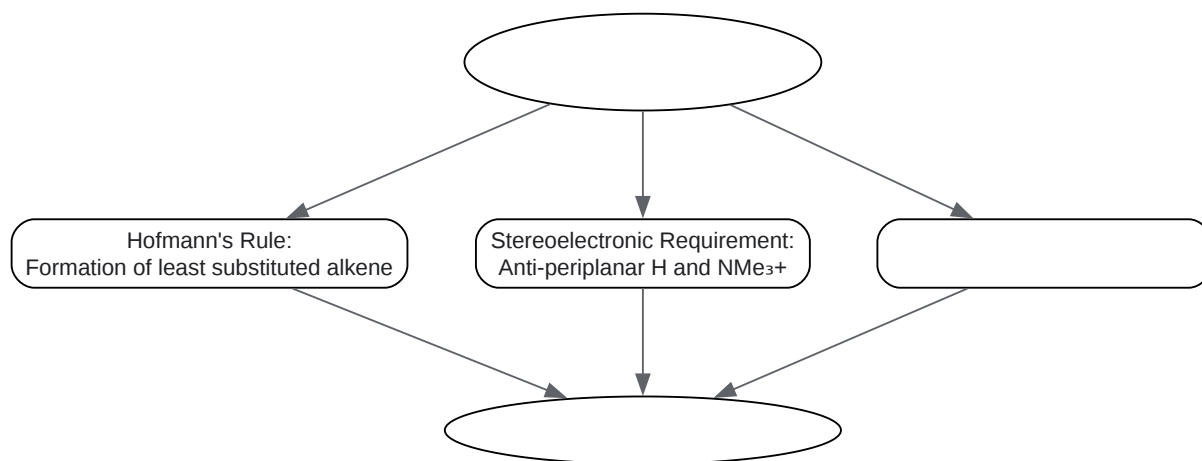 Hofmann's Rule:
Formation of least substituted alkene
Stereoelectronic Requirement:
Anti-periplanar H and NMe₃+